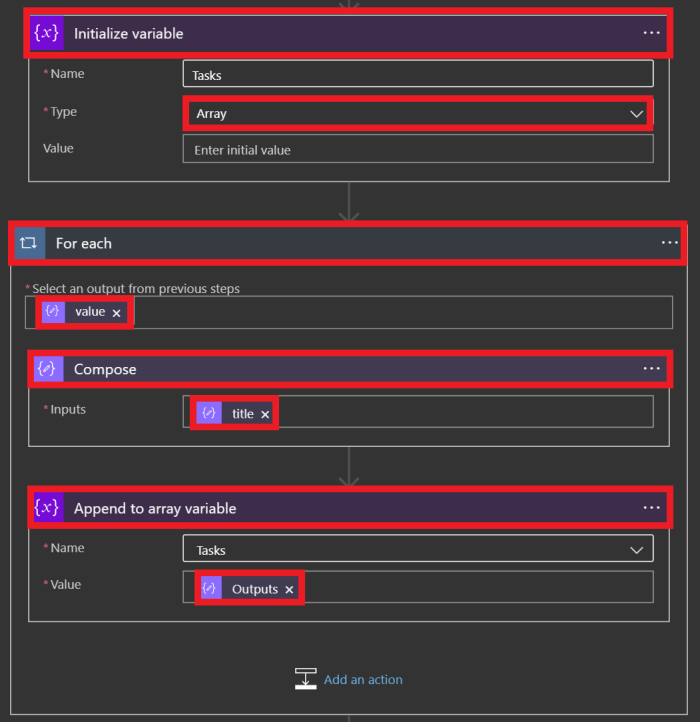 {x} Initialize variable ...
* Name Tasks
* Type Array
Value Enter initial value
For each ...
* Select an output from previous steps
value ×
Compose ...
* Inputs title ×
{x} Append to array variable ...
* Name Tasks
* Value Outputs ×
Add an action